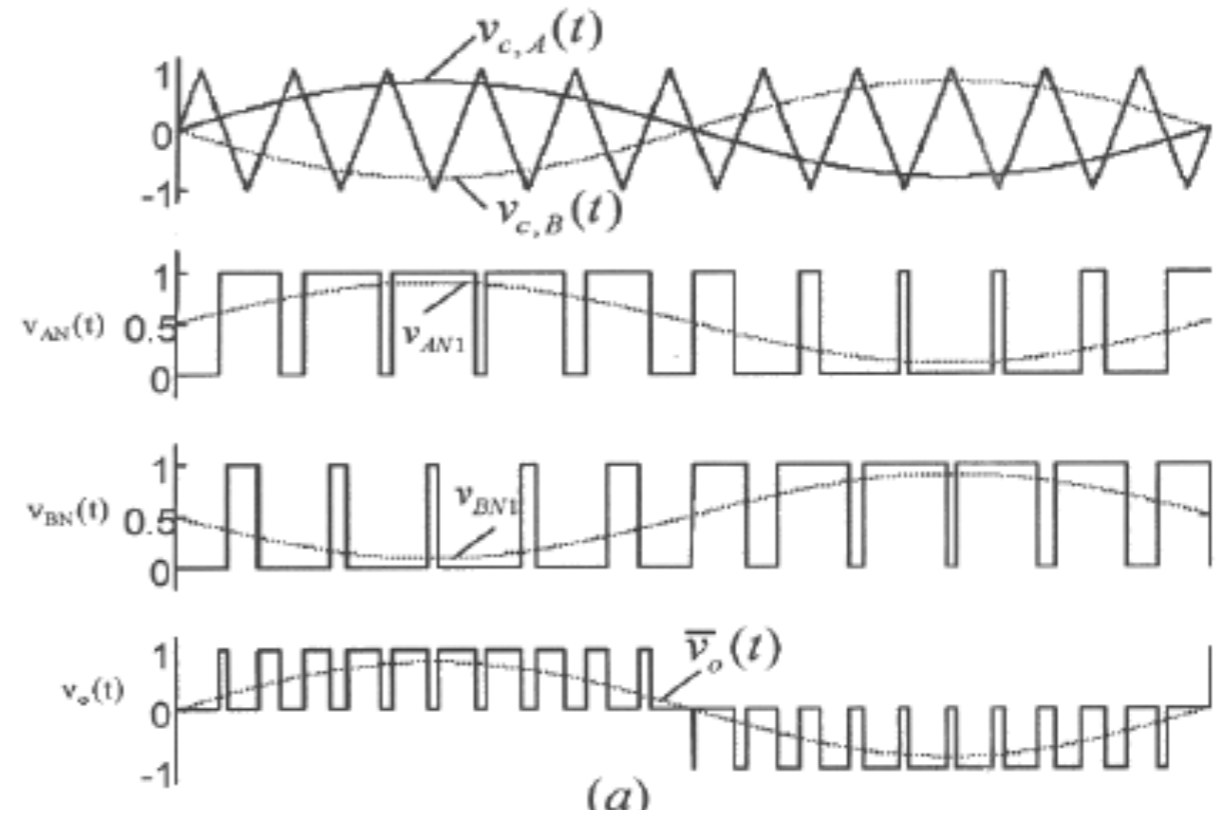 v_{c,A}(t)
1
0
-1
v_{c,B}(t)
1
v_{AN}(t) 0.5
v_{AN1}
0
1
v_{BN}(t) 0.5
v_{BN1}
0
1
\overline{v}_o(t)
v_o(t)
0
-1
(a)